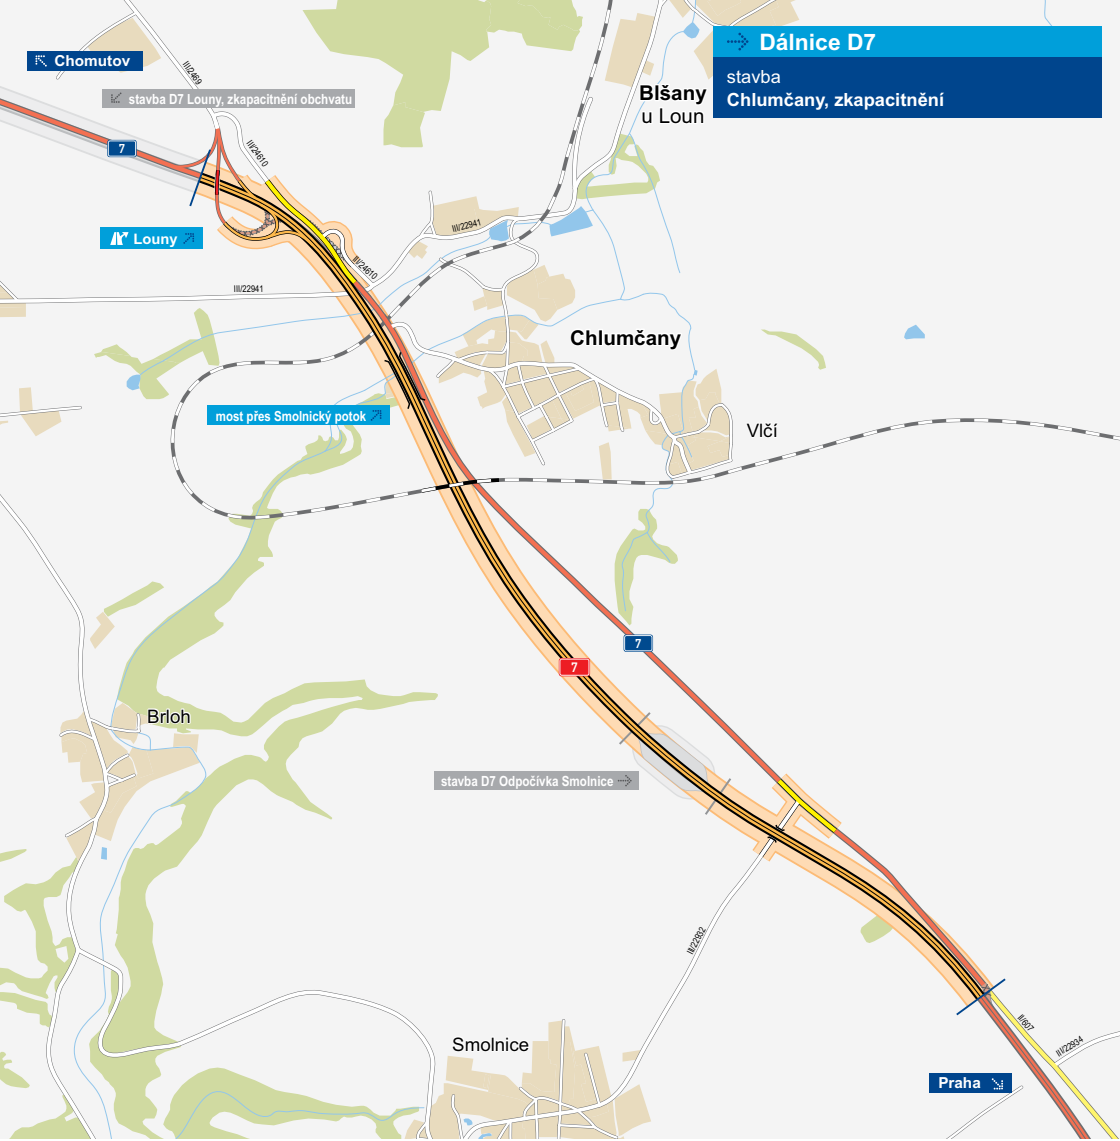 Dálnice D7
stavba
Chlumčany, zkapacitnění
Chomutov
III/2469
stavba D7 Louny, zkapacitnění obchvatu
Blšany
u Loun
7
III/24610
Louny
III/22941
III/24610
III/22941
Chlumčany
most přes Smolnický potok
Vlčí
7
7
Brloh
stavba D7 Odpočívka Smolnice
III/22932
II/607
III/22934
Smolnice
Praha